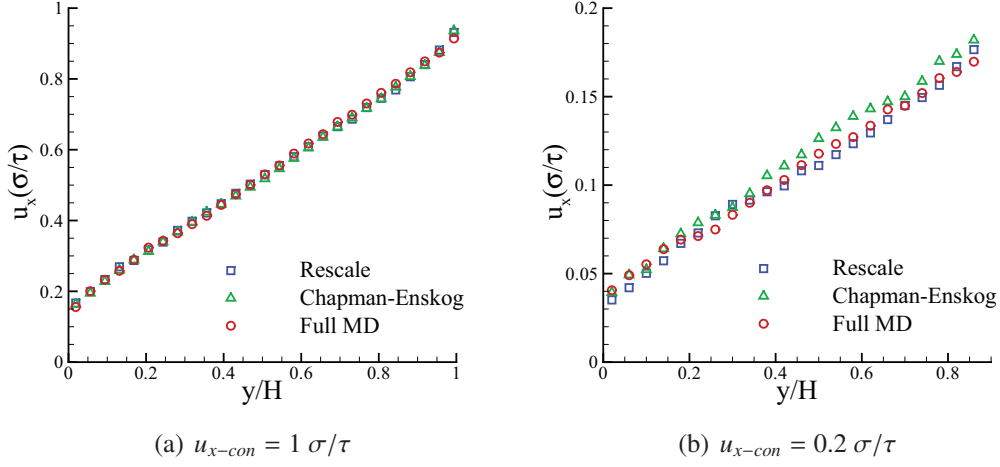 1
0.8
0.6
0.4
0.2
0
u_x(σ/τ)
Rescale
Chapman-Enskog
Full MD
0 0.2 0.4 0.6 0.8 1
y/H
(a) u_{x-con} = 1 σ/τ
0.2
0.15
0.1
0.05
0
u_x(σ/τ)
Rescale
Chapman-Enskog
Full MD
0 0.2 0.4 0.6 0.8
y/H
(b) u_{x-con} = 0.2 σ/τ